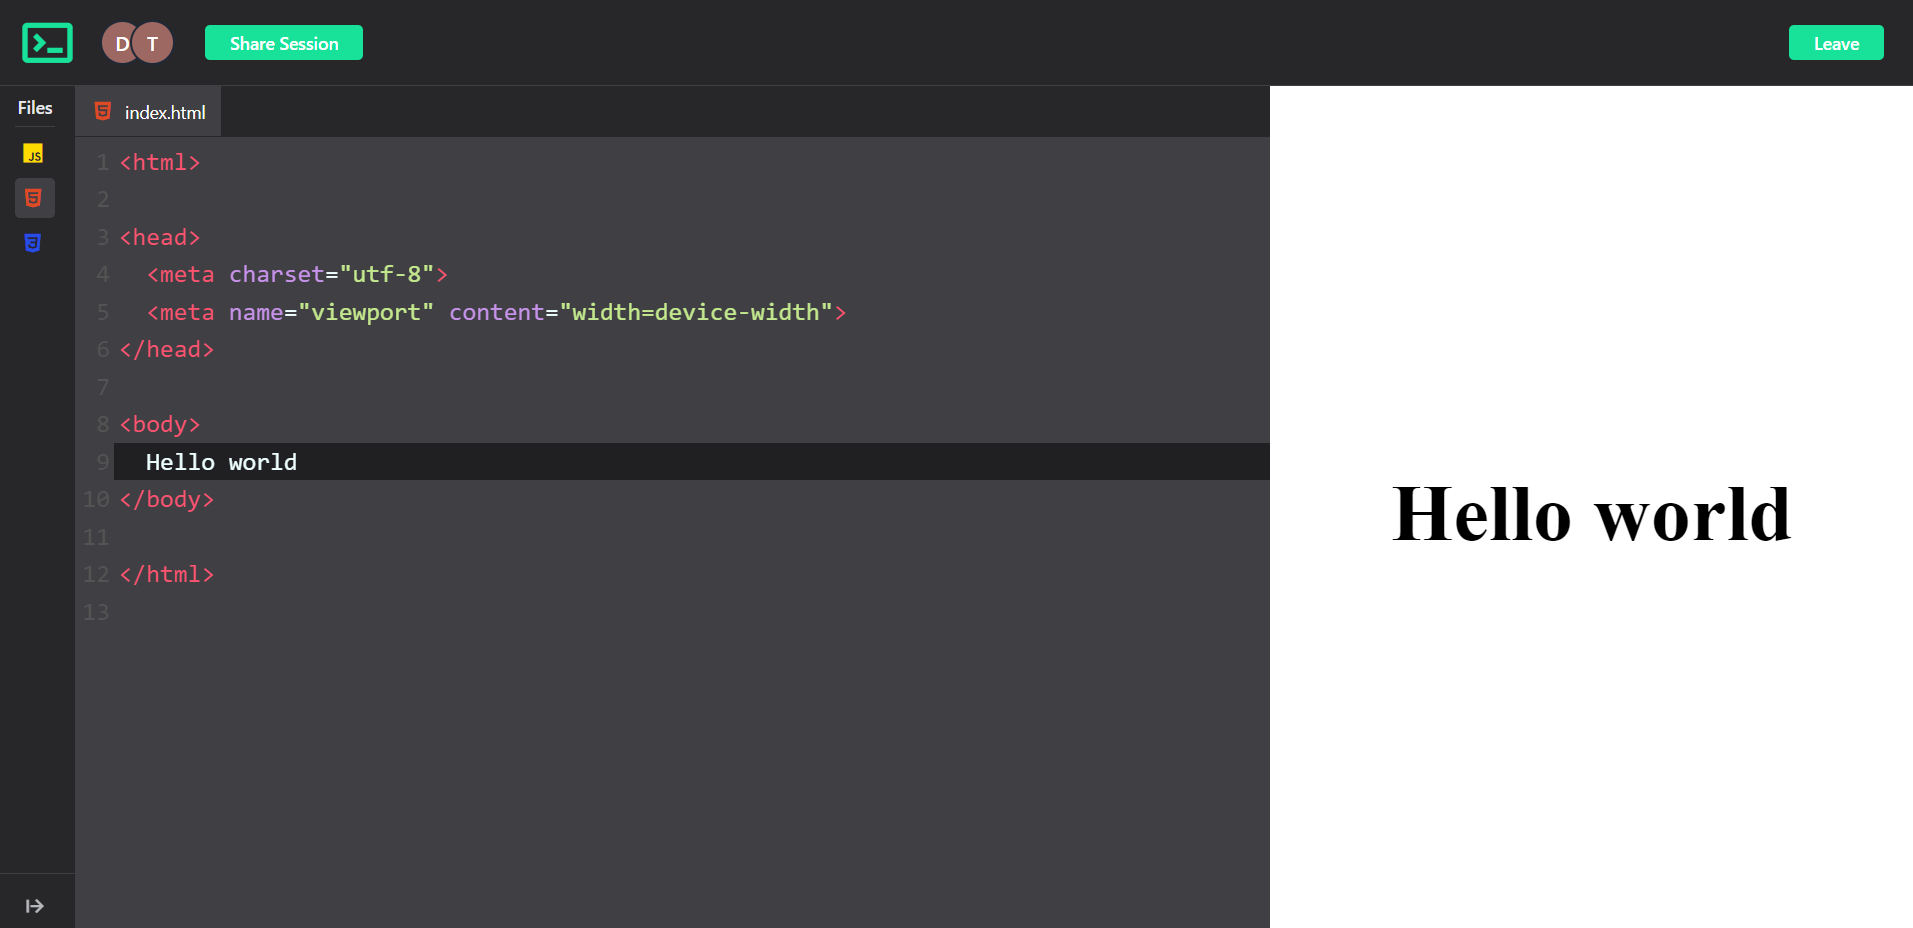 D T Share Session Leave
Files
index.html
JS
1 <html>
2
3 <head>
4 <meta charset="utf-8">
5 <meta name="viewport" content="width=device-width">
6 </head>
7
8 <body>
9 Hello world
10 </body>
11
12 </html>
13
Hello world